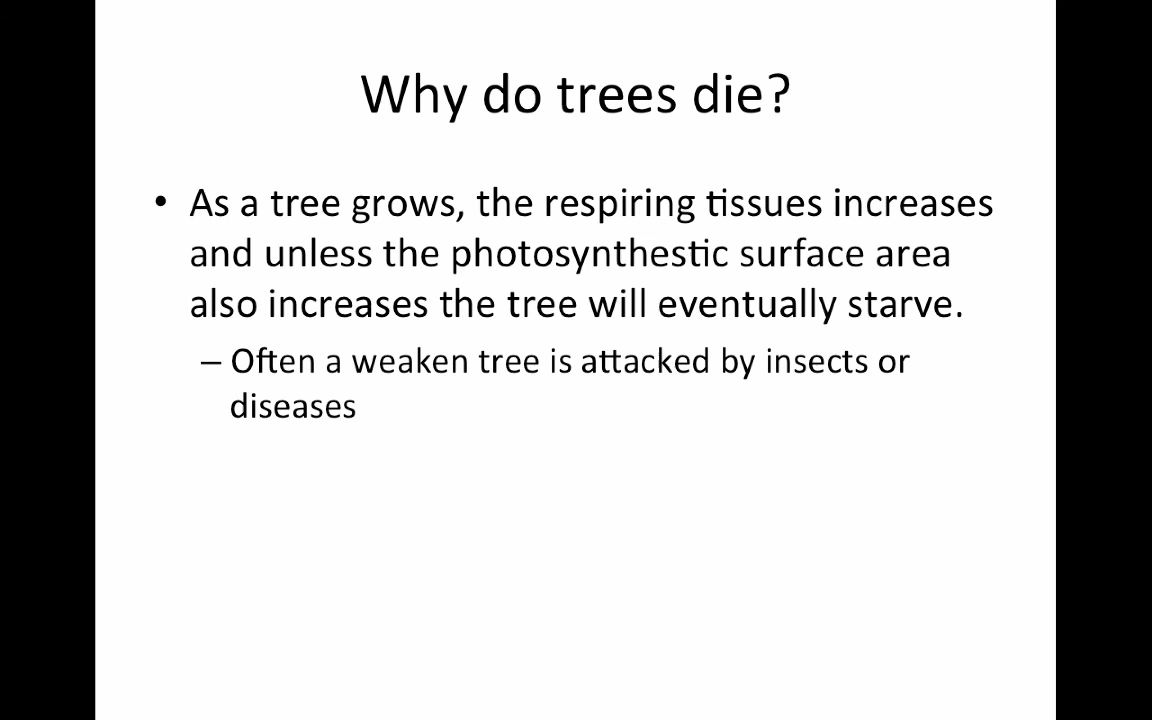 Why do trees die?
• As a tree grows, the respiring tissues increases
and unless the photosynthestic surface area
also increases the tree will eventually starve.
– Often a weaken tree is attacked by insects or
diseases